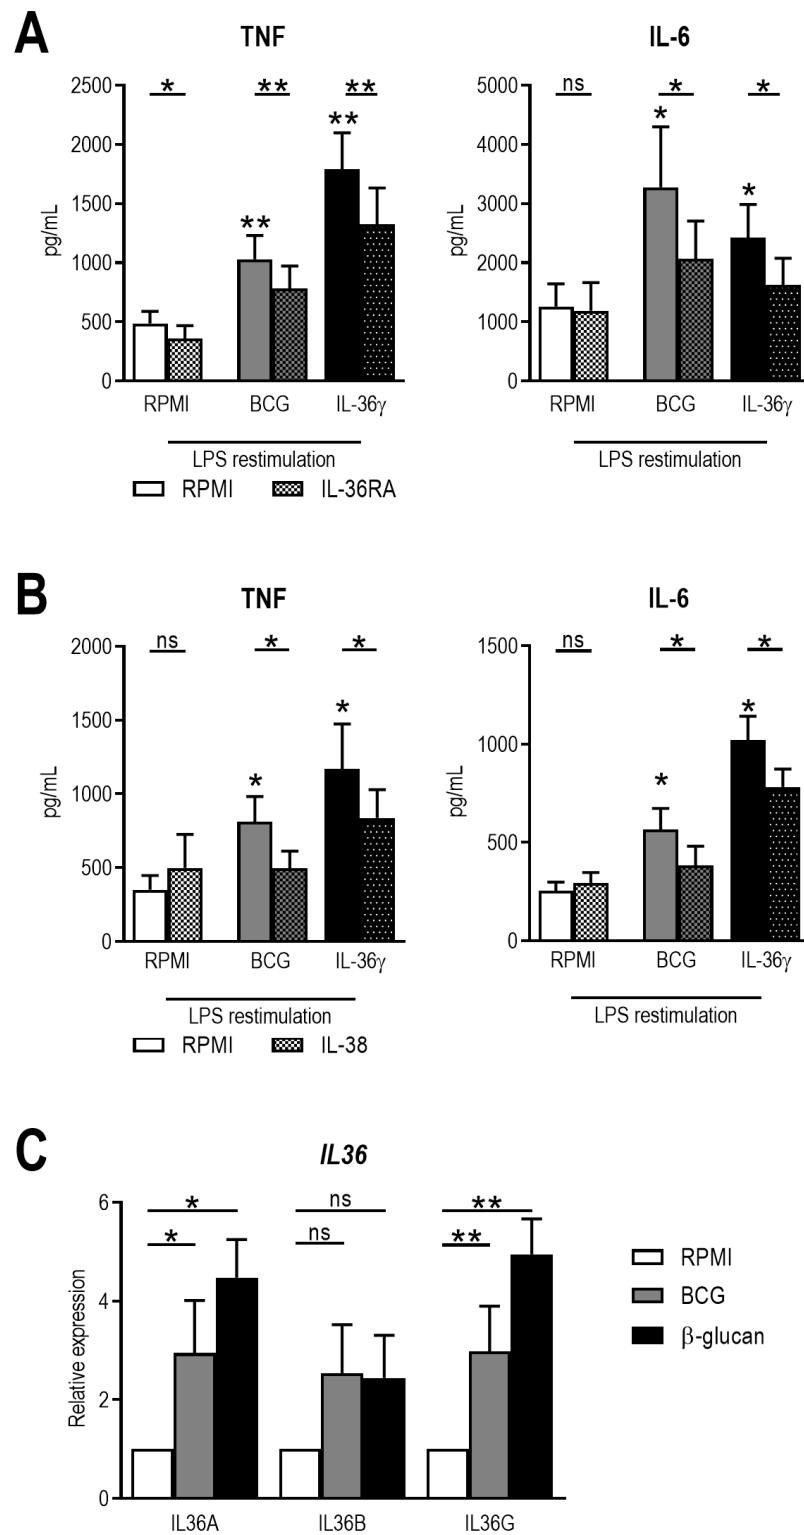 A
TNF
IL-6
pg/mL
2500
2000
1500
1000
500
0
* ** **
**
**
RPMI BCG IL-36γ
LPS restimulation
pg/mL
5000
4000
3000
2000
1000
0
ns * *
*
*
RPMI BCG IL-36γ
LPS restimulation
RPMI IL-36RA
B
TNF
IL-6
pg/mL
2000
1500
1000
500
0
ns * *
*
*
RPMI BCG IL-36γ
LPS restimulation
pg/mL
1500
1000
500
0
ns * *
*
*
RPMI BCG IL-36γ
LPS restimulation
RPMI IL-38
C
IL36
Relative expression
6
4
2
0
* ns **
* ns **
IL36A IL36B IL36G
RPMI
BCG
β-glucan